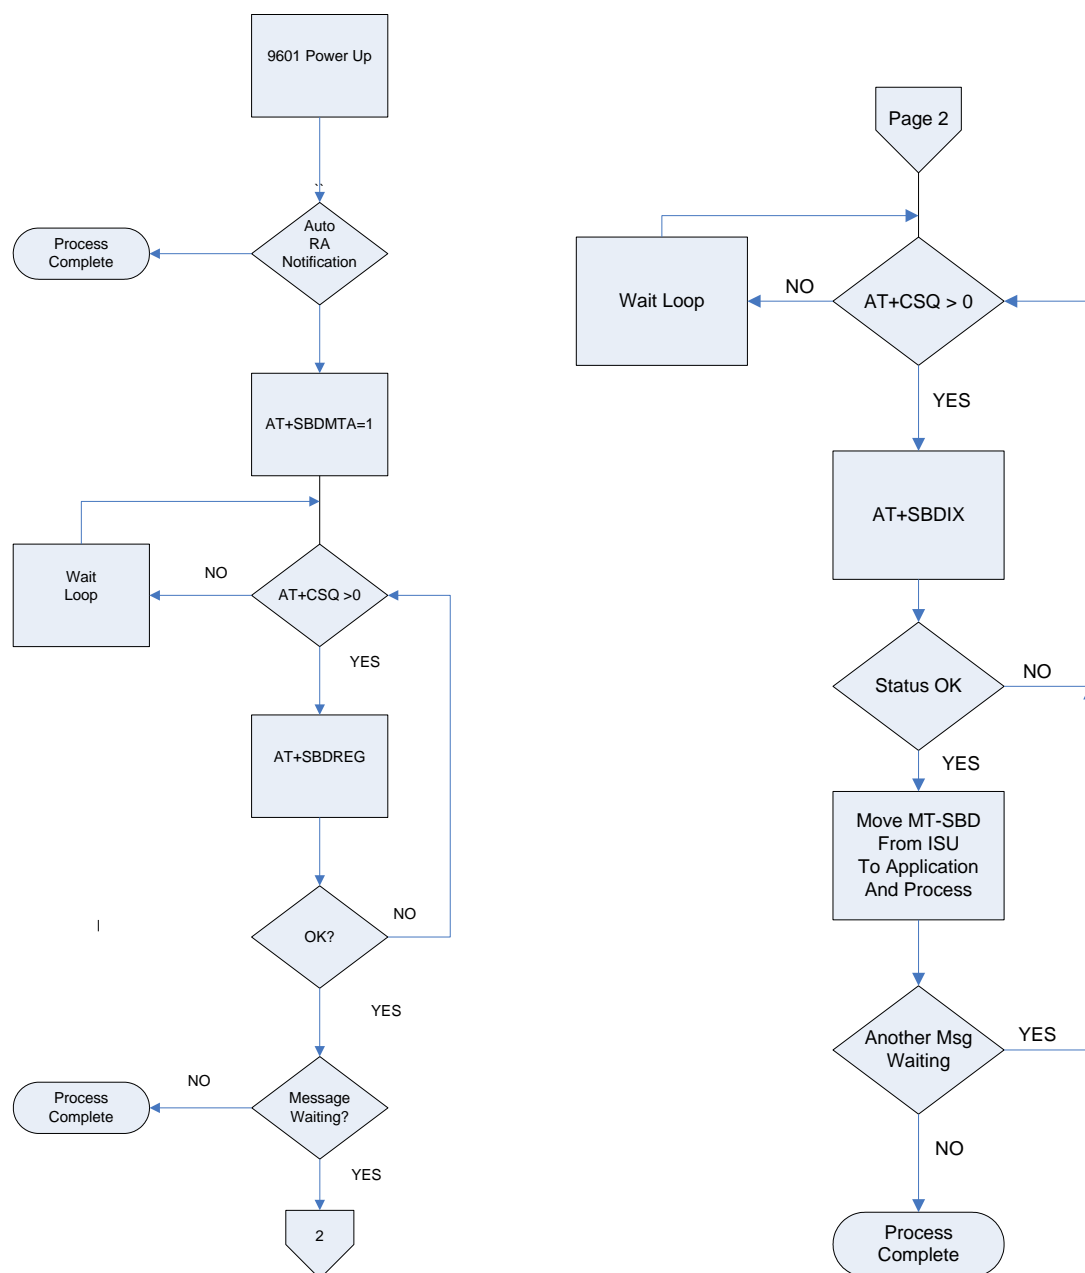 9601 Power Up
Auto
RA
Notification
Process
Complete
AT+SBDMTA=1
Wait
Loop
NO
AT+CSQ >0
YES
AT+SBDREG
OK?
NO
YES
Message
Waiting?
NO
Process
Complete
YES
2
Page 2
Wait Loop
NO
AT+CSQ > 0
YES
AT+SBDIX
Status OK
NO
YES
Move MT-SBD
From ISU
To Application
And Process
Another Msg
Waiting
YES
NO
Process
Complete